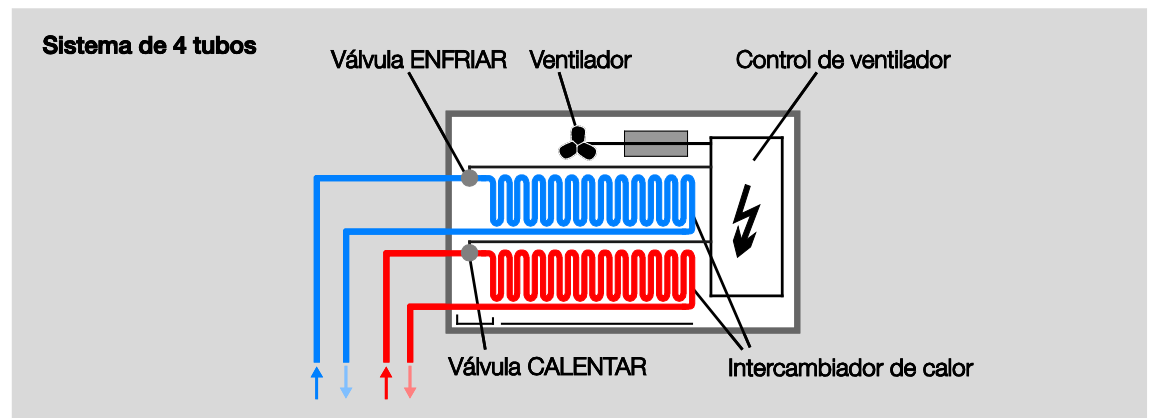 Sistema de 4 tubos
Válvula ENFRIAR
Ventilador
Control de ventilador
Válvula CALENTAR
Intercambiador de calor